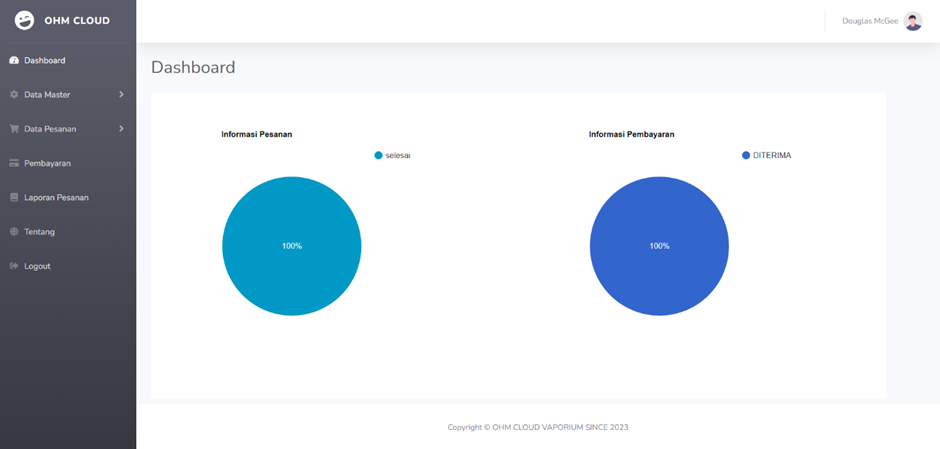 OHM CLOUD
Douglas McGee
Dashboard
Data Master
Data Pesanan
Pembayaran
Laporan Pesanan
Tentang
Logout
Dashboard
Informasi Pesanan
selesai
100%
Informasi Pembayaran
DITERIMA
100%
Copyright © OHM CLOUD VAPORIUM SINCE 2023